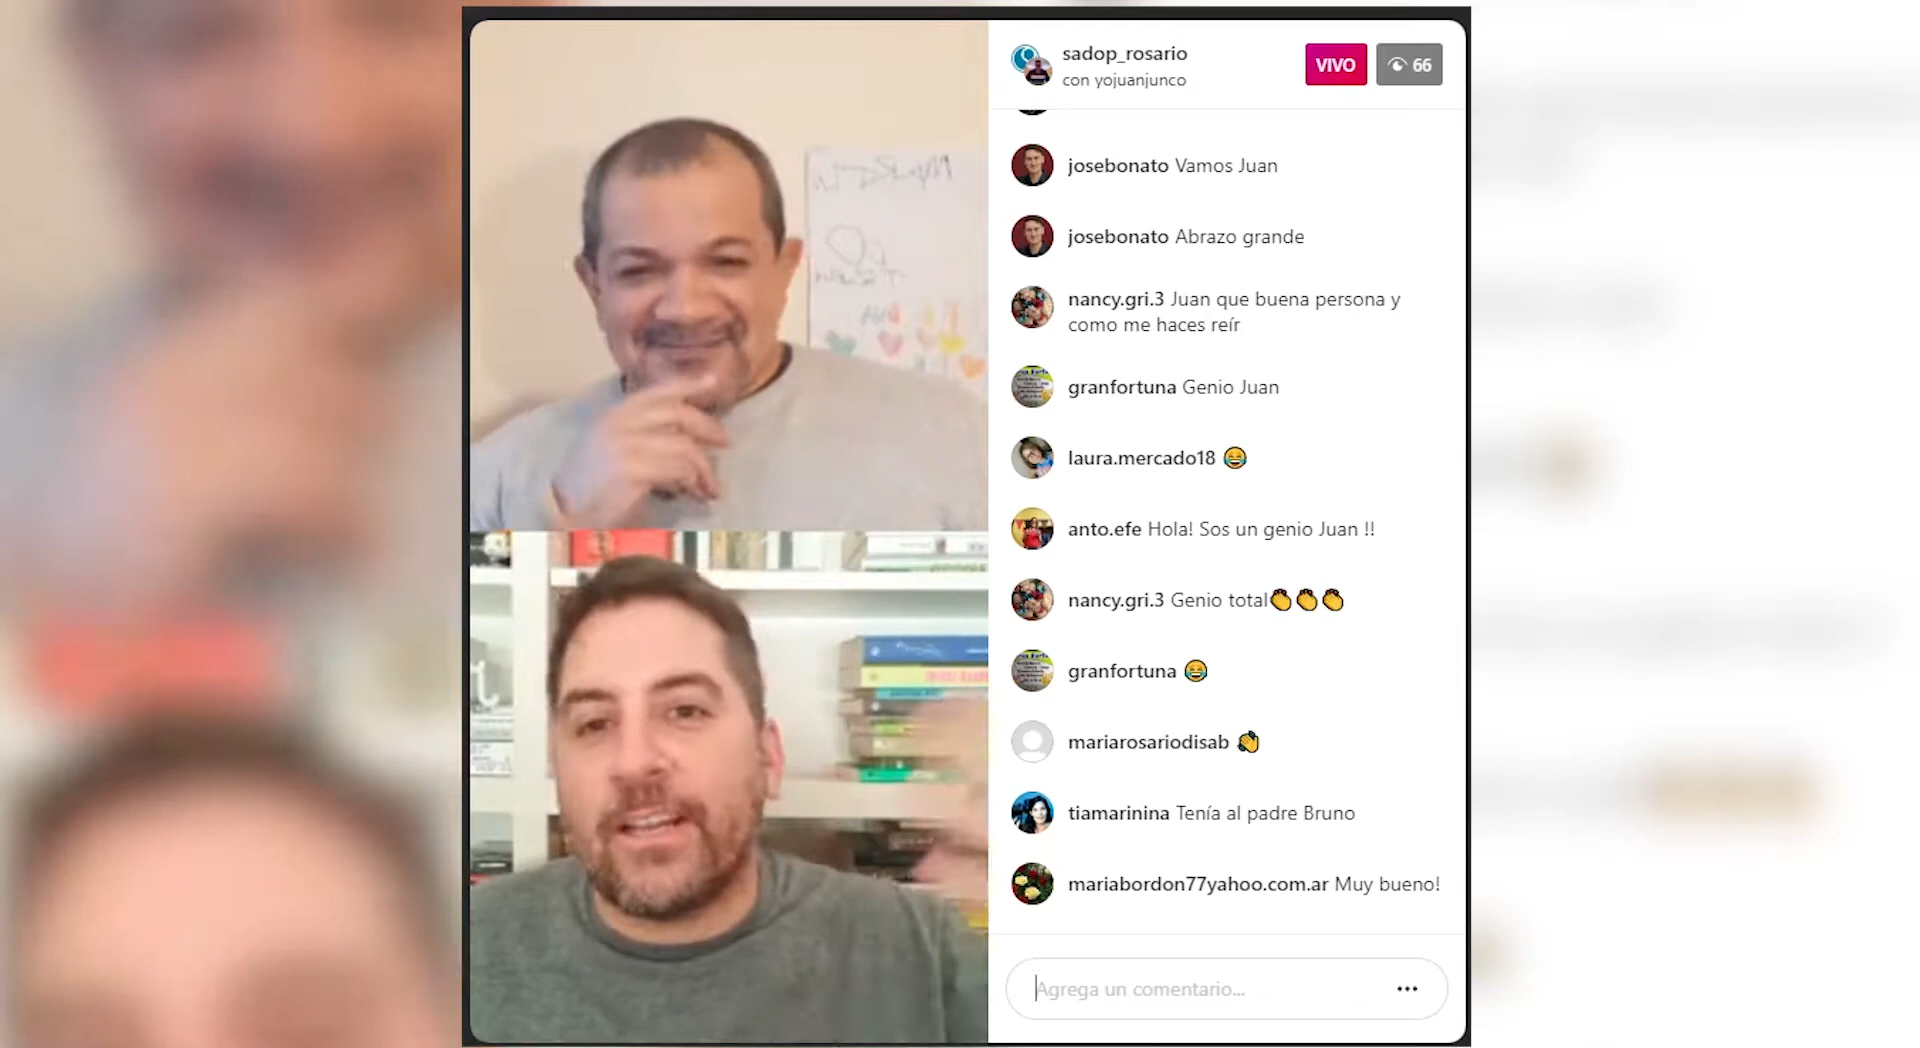 sadop_rosario
con yojuanjunco
VIVO
66
josebonato Vamos Juan
josebonato Abrazo grande
nancy.gri.3 Juan que buena persona y
como me haces reír
granfortuna Genio Juan
laura.mercado18 😂
anto.efe Hola! Sos un genio Juan !!
nancy.gri.3 Genio total👏👏👏
granfortuna 😂
mariarosariodisab 👏
tiamarinina Tenía al padre Bruno
mariabordon77yahoo.com.ar Muy bueno!
Agrega un comentario...